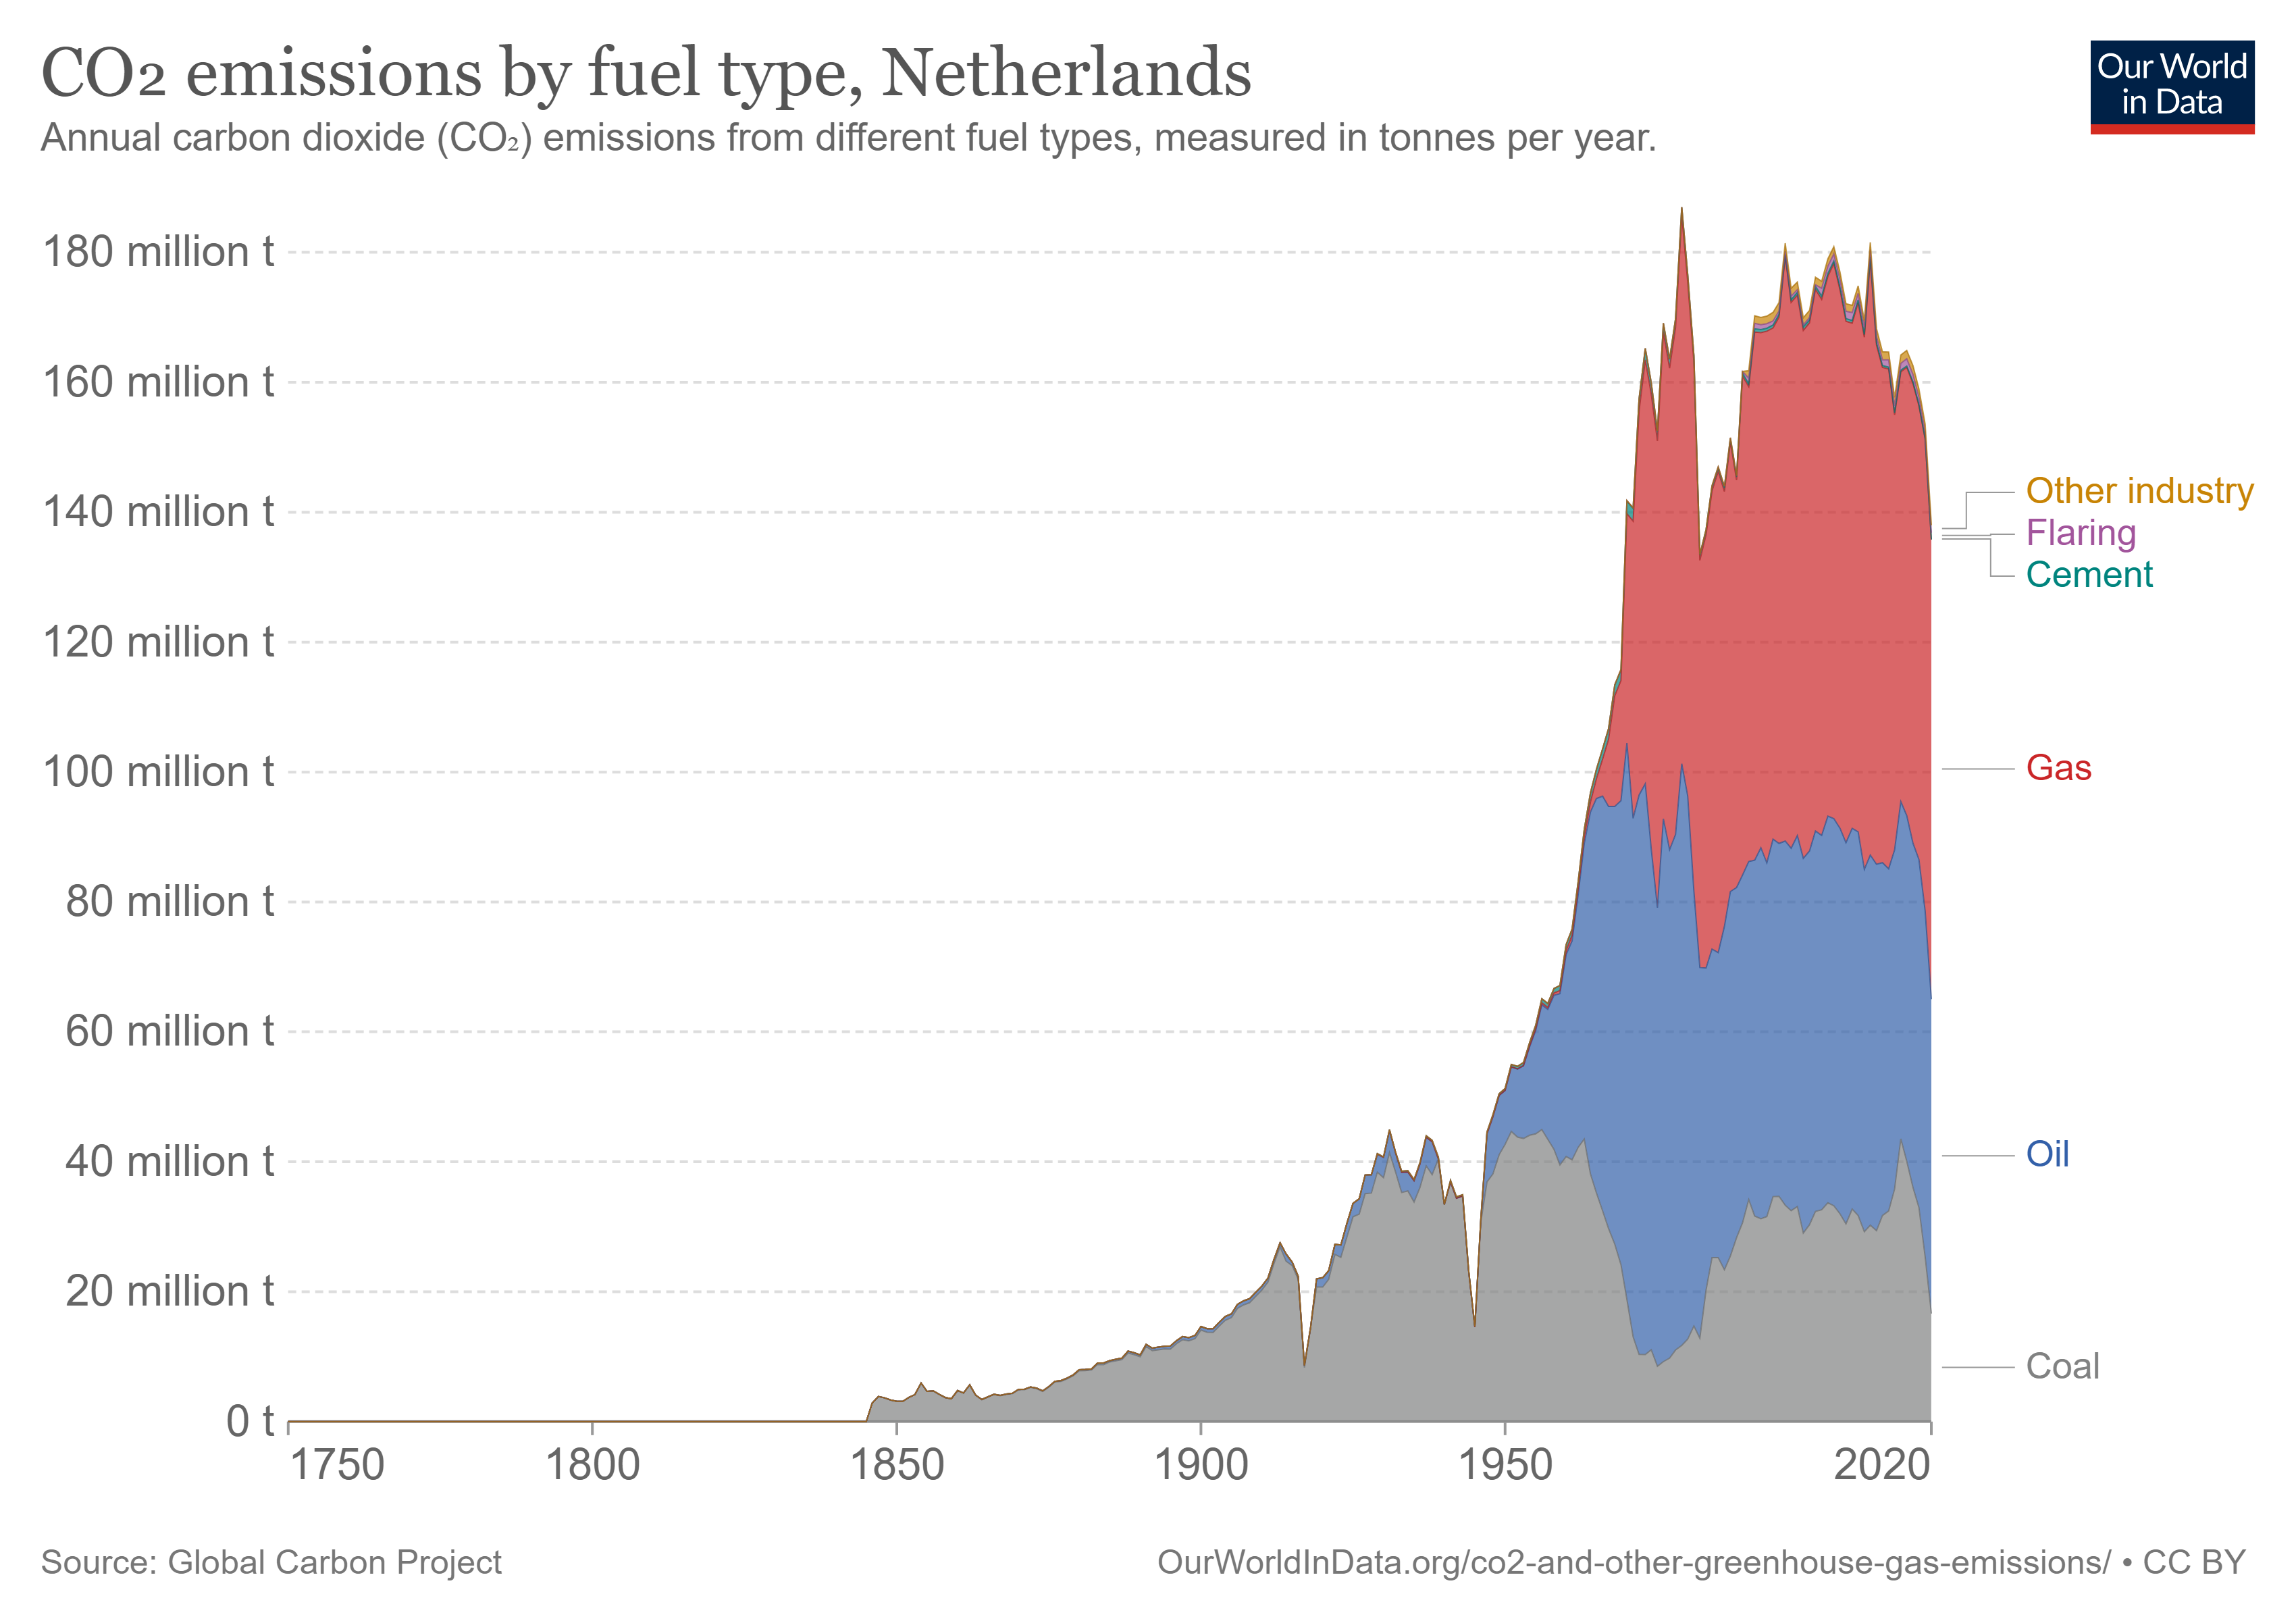 CO₂ emissions by fuel type, Netherlands
Annual carbon dioxide (CO₂) emissions from different fuel types, measured in tonnes per year.
Our World
in Data
180 million t
160 million t
140 million t
120 million t
100 million t
80 million t
60 million t
40 million t
20 million t
0 t
Other industry
Flaring
Cement
Gas
Oil
Coal
1750 1800 1850 1900 1950 2020
Source: Global Carbon Project
OurWorldInData.org/co2-and-other-greenhouse-gas-emissions/ • CC BY